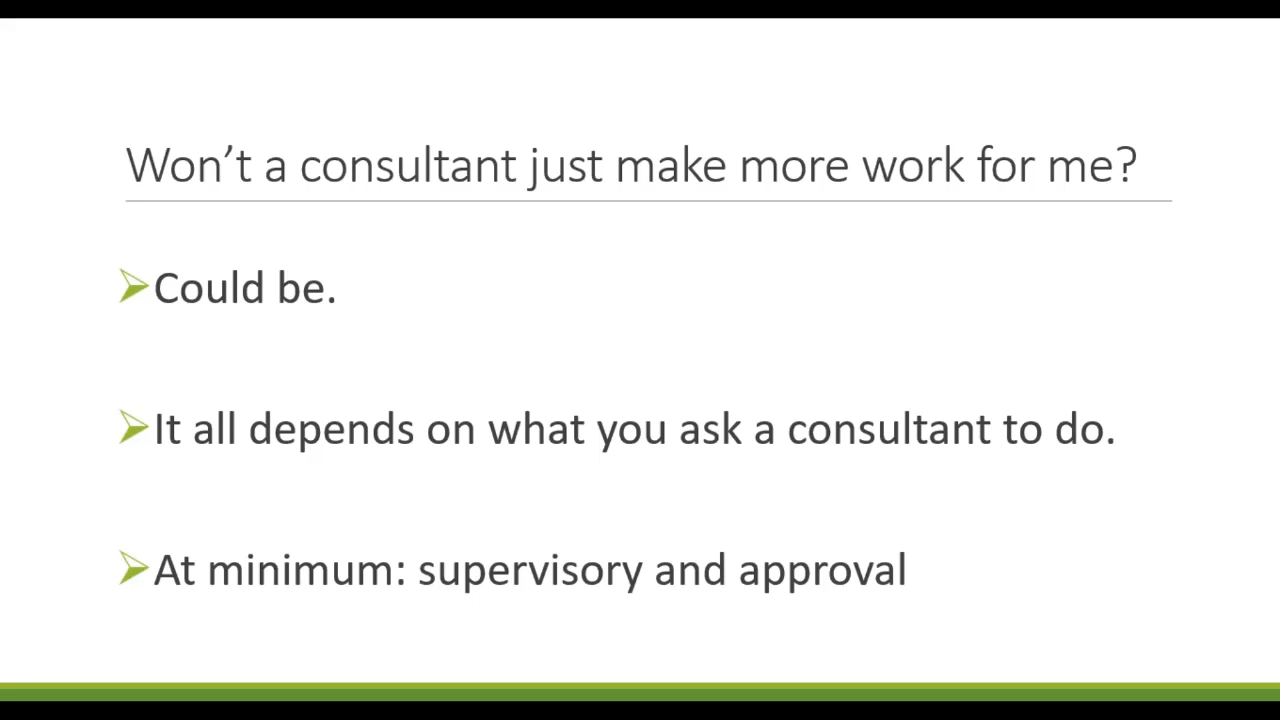 Won’t a consultant just make more work for me?
Could be.
It all depends on what you ask a consultant to do.
At minimum: supervisory and approval